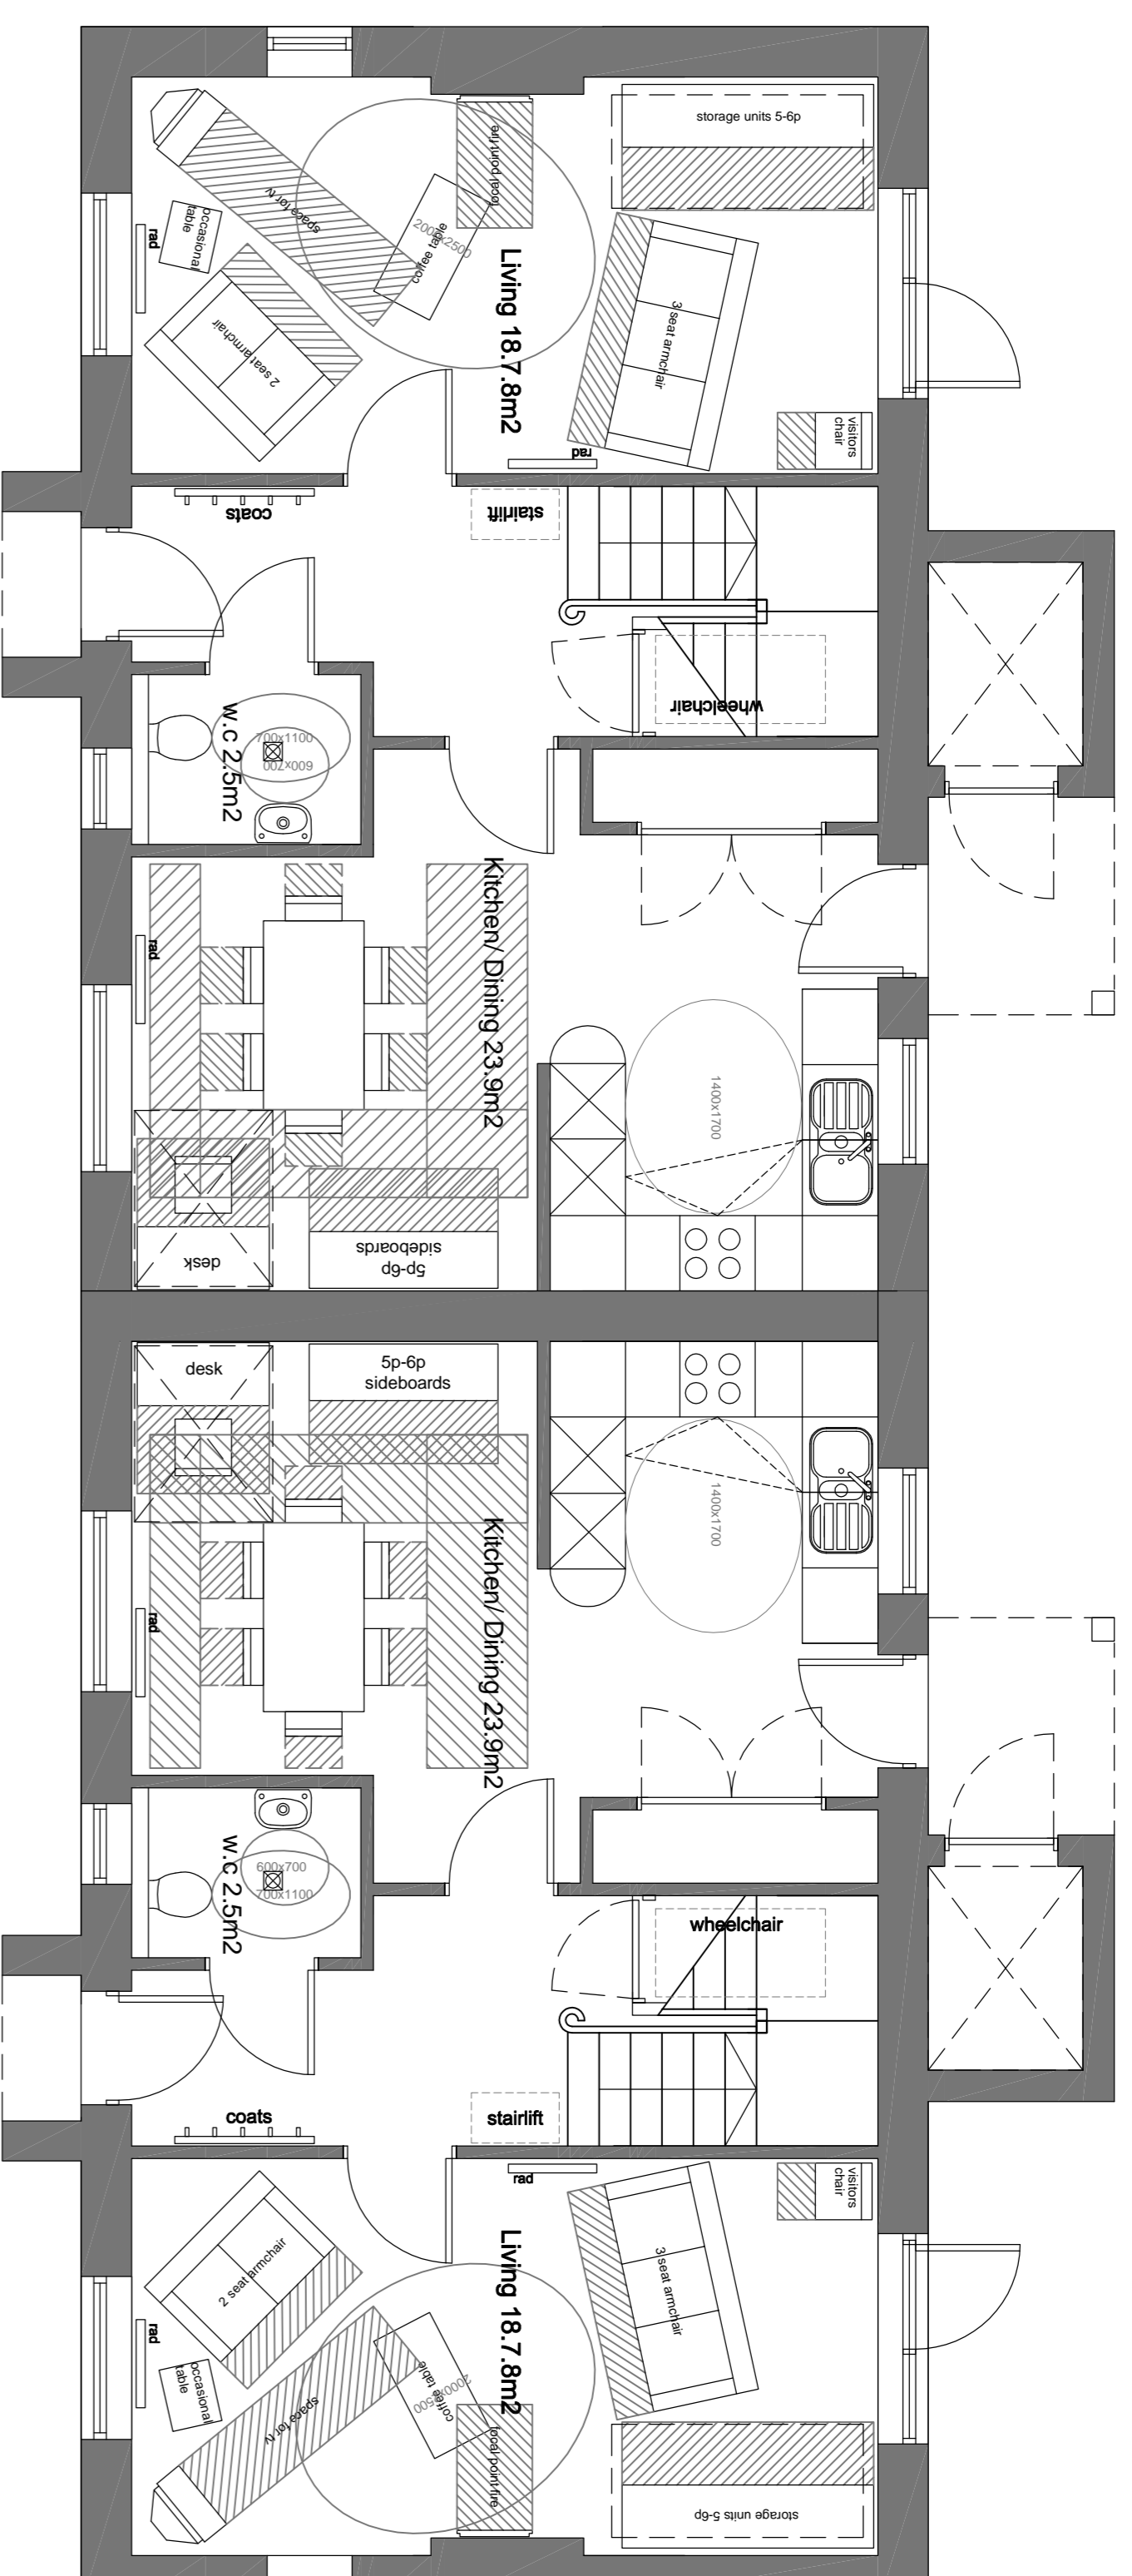 storage units 5-6p
focal point fire
space for tv
coffee table
2000x2500
occasional
table
rad
2 seat armchair
Living 18.7.8m2
3 seat armchair
visitors
chair
rad
coats
stairlift
wheelchair
w.c 2.5m2
700x1100
600x700
Kitchen/ Dining 23.9m2
rad
1400x1700
desk
5p-6p
sideboards
desk
5p-6p
sideboards
1400x1700
Kitchen/ Dining 23.9m2
rad
w.c 2.5m2
600x700
700x1100
wheelchair
coats
stairlift
rad
visitors
chair
2 seat armchair
3 seat armchair
Living 18.7.8m2
rad
occasional
table
coffee table
2000x2500
space for tv
focal point fire
storage units 5-6p